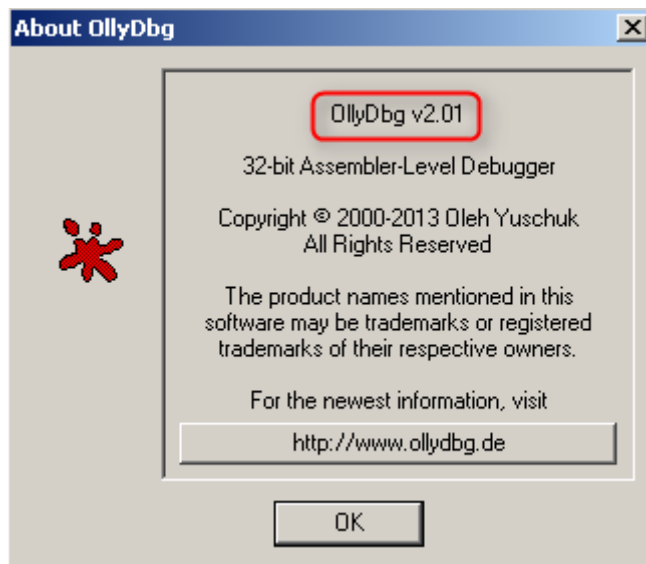 About OllyDbg
OllyDbg v2.01
32-bit Assembler-Level Debugger
Copyright © 2000-2013 Oleh Yuschuk
All Rights Reserved
The product names mentioned in this
software may be trademarks or registered
trademarks of their respective owners.
For the newest information, visit
http://www.ollydbg.de
OK